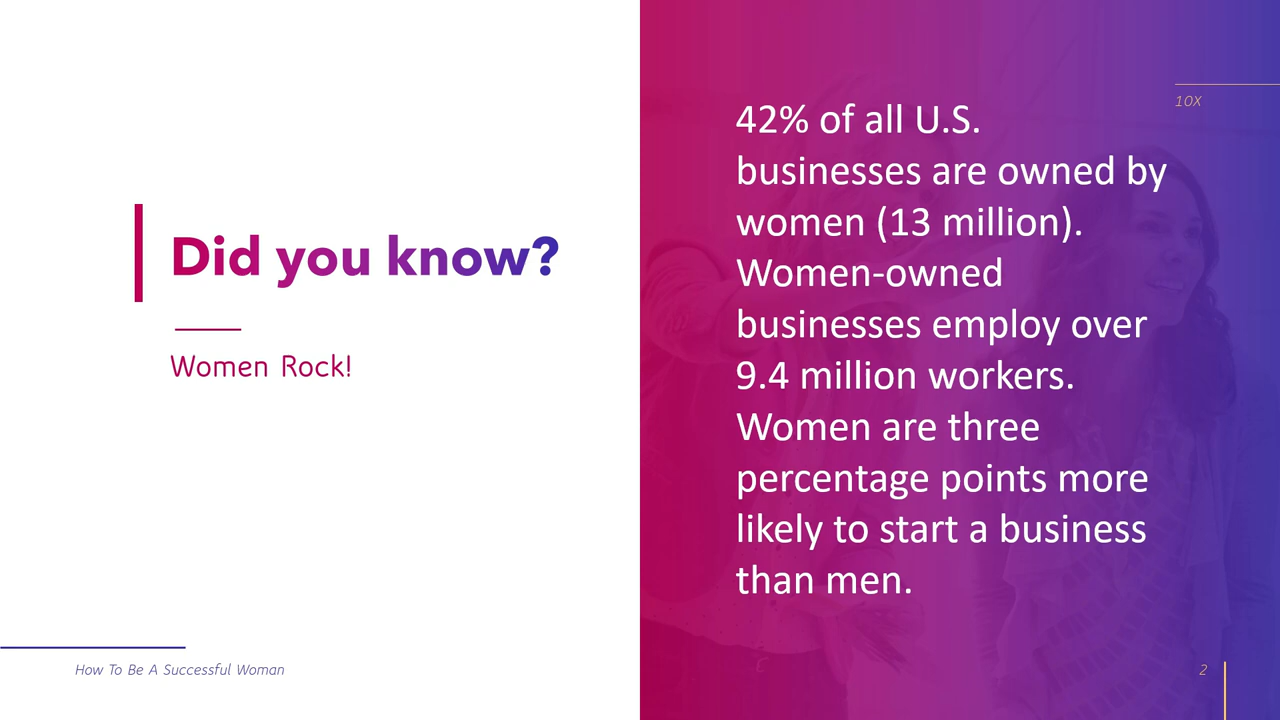 Did you know?
Women Rock!
How To Be A Successful Woman
10X
42% of all U.S.
businesses are owned by
women (13 million).
Women-owned
businesses employ over
9.4 million workers.
Women are three
percentage points more
likely to start a business
than men.
2